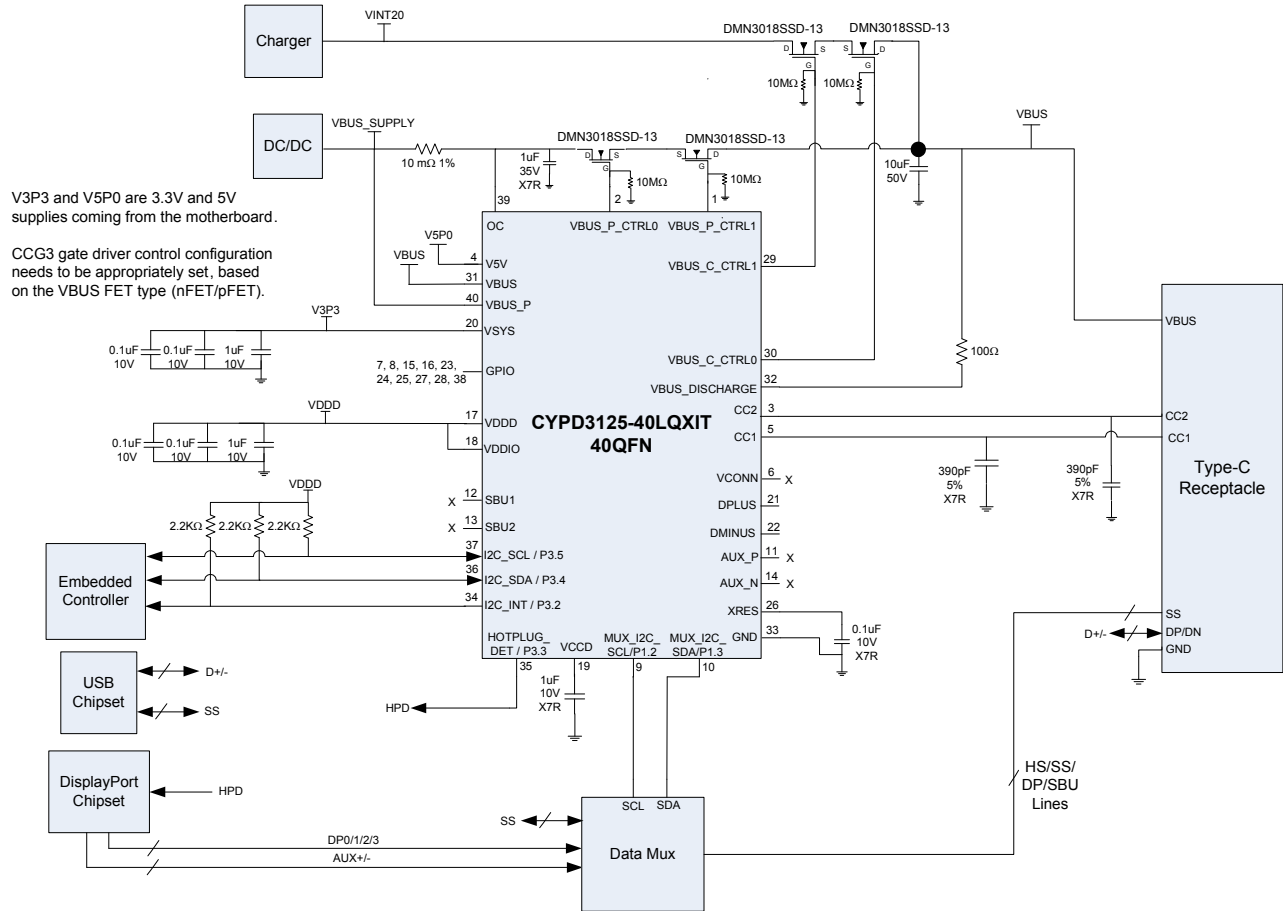 VINT20
Charger
DMN3018SSD-13
DMN3018SSD-13
D
S
S
D
G
G
10MΩ
10MΩ
DC/DC
VBUS_SUPPLY
10 mΩ 1%
1uF
35V
X7R
DMN3018SSD-13
DMN3018SSD-13
D
S
S
D
G
G
10MΩ
10MΩ
VBUS
10uF
50V
V3P3 and V5P0 are 3.3V and 5V
supplies coming from the motherboard.
CCG3 gate driver control configuration
needs to be appropriately set, based
on the VBUS FET type (nFET/pFET).
39
2
1
OC
VBUS_P_CTRL0
VBUS_P_CTRL1
V5P0
4
V5V
VBUS
31
VBUS
40
VBUS_P
V3P3
20
VSYS
0.1uF
10V
0.1uF
10V
1uF
10V
7, 8, 15, 16, 23,
24, 25, 27, 28, 38
GPIO
VDDD
17
VDDD
18
VDDIO
0.1uF
10V
0.1uF
10V
1uF
10V
X
12
SBU1
X
13
SBU2
VDDD
2.2KΩ
2.2KΩ
2.2KΩ
37
I2C_SCL / P3.5
36
I2C_SDA / P3.4
34
I2C_INT / P3.2
Embedded
Controller
CYPD3125-40LQXIT
40QFN
VBUS_C_CTRL1
29
VBUS_C_CTRL0
30
VBUS_DISCHARGE
32
100Ω
CC2
3
CC1
5
VCONN
6
X
DPLUS
21
DMINUS
22
AUX_P
11
X
AUX_N
14
X
XRES
26
GND
33
0.1uF
10V
X7R
390pF
5%
X7R
390pF
5%
X7R
VBUS
CC2
CC1
Type-C
Receptacle
SS
D+/-
DP/DN
GND
HOTPLUG_
DET / P3.3
35
VCCD
19
MUX_I2C_
SCL/P1.2
9
MUX_I2C_
SDA/P1.3
10
1uF
10V
X7R
HPD
USB
Chipset
D+/-
SS
DisplayPort
Chipset
HPD
DP0/1/2/3
AUX+/-
SS
SCL
SDA
Data Mux
HS/SS/
DP/SBU
Lines